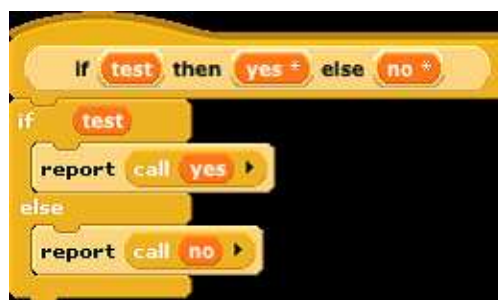 if test then yes * else no *
if test
report call yes
else
report call no